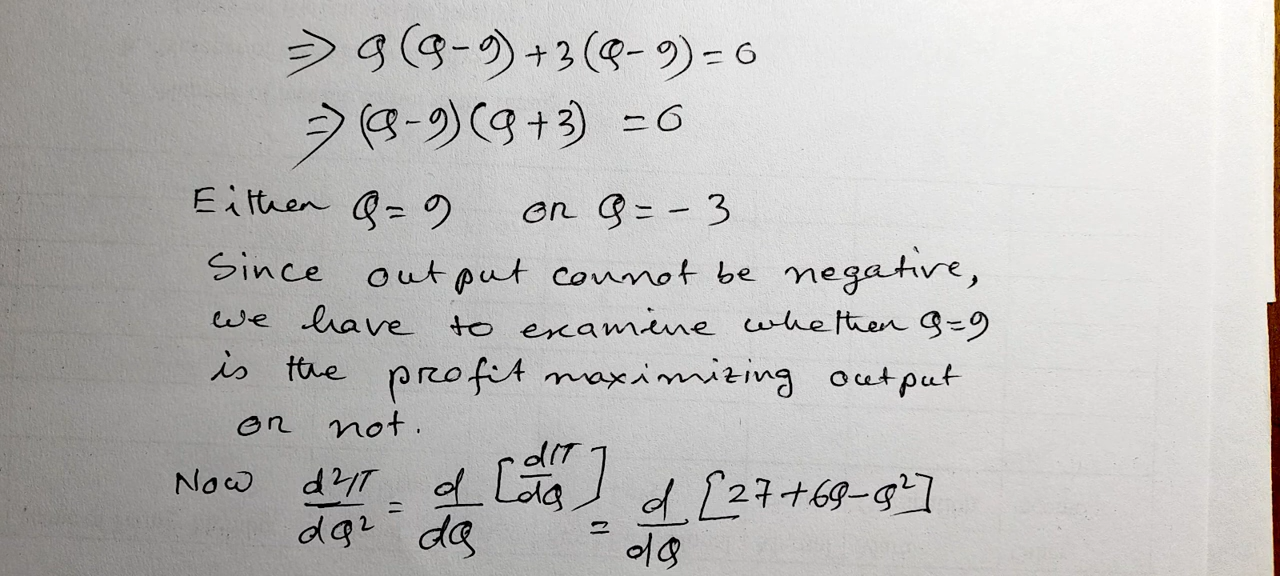 ⇒ Q(Q-9)+3(Q-9)=0
⇒ (Q-9)(Q+3) =0
Either Q=9 or Q=-3
Since output cannot be negative,
we have to examine whether Q=9
is the profit maximizing output
or not.
Now d²π/dQ² = d/dQ [dπ/dQ] = d/dQ [27+6Q-Q²]